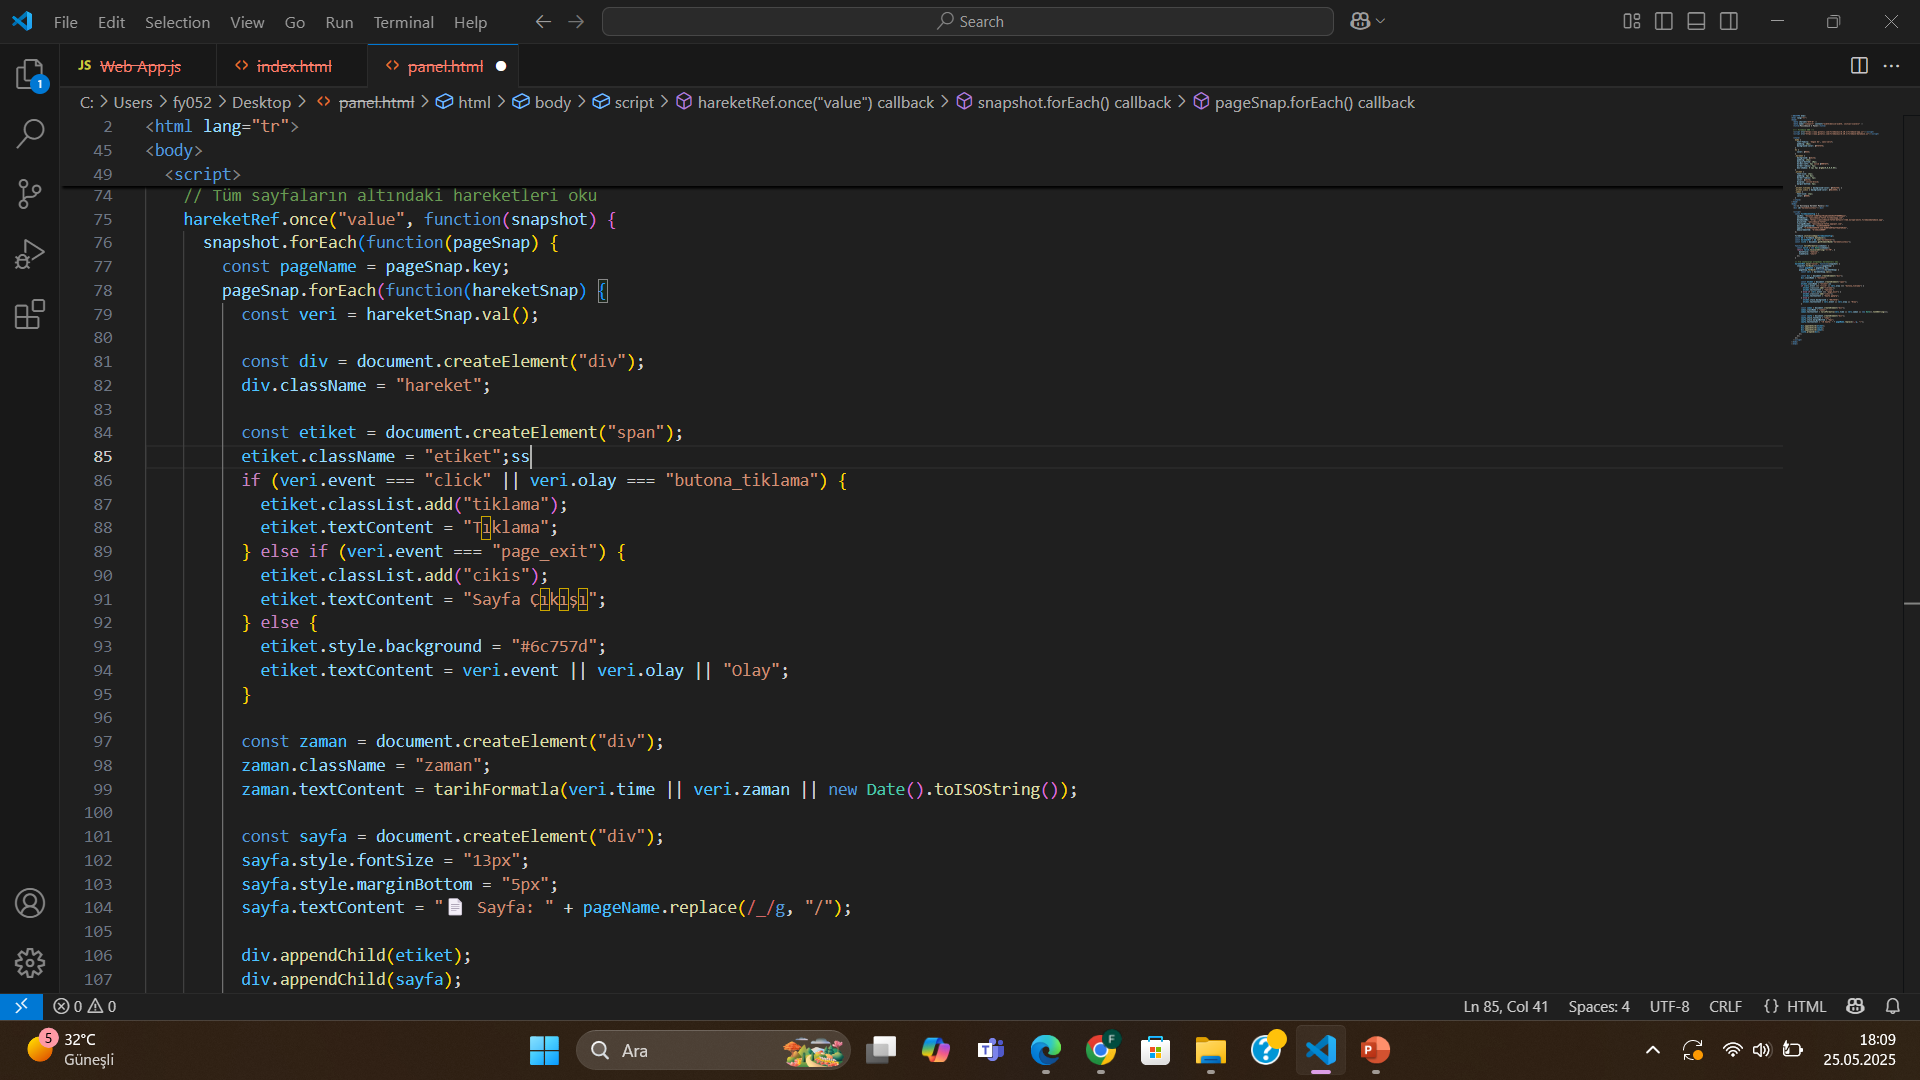 File Edit Selection View Go Run Terminal Help
Search
JS Web App.js
index.html
panel.html
C: > Users > fy052 > Desktop > panel.html > html > body > script > hareketRef.once("value") callback > snapshot.forEach() callback > pageSnap.forEach() callback
2 <html lang="tr">
45 <body>
49 <script>
74 // Tüm sayfaların altındaki hareketleri oku
75 hareketRef.once("value", function(snapshot) {
76 snapshot.forEach(function(pageSnap) {
77 const pageName = pageSnap.key;
78 pageSnap.forEach(function(hareketSnap) {
79 const veri = hareketSnap.val();
80
81 const div = document.createElement("div");
82 div.className = "hareket";
83
84 const etiket = document.createElement("span");
85 etiket.className = "etiket";ss
86 if (veri.event === "click" || veri.olay === "butona_tiklama") {
87 etiket.classList.add("tiklama");
88 etiket.textContent = "Tıklama";
89 } else if (veri.event === "page_exit") {
90 etiket.classList.add("cikis");
91 etiket.textContent = "Sayfa Çıkışı";
92 } else {
93 etiket.style.background = "#6c757d";
94 etiket.textContent = veri.event || veri.olay || "Olay";
95 }
96
97 const zaman = document.createElement("div");
98 zaman.className = "zaman";
99 zaman.textContent = tarihFormatla(veri.time || veri.zaman || new Date().toISOString());
100
101 const sayfa = document.createElement("div");
102 sayfa.style.fontSize = "13px";
103 sayfa.style.marginBottom = "5px";
104 sayfa.textContent = "📄 Sayfa: " + pageName.replace(/_/g, "/");
105
106 div.appendChild(etiket);
107 div.appendChild(sayfa);
1
0 0
Ln 85, Col 41 Spaces: 4 UTF-8 CRLF {} HTML
5
32°C
Güneşli
Ara
F
18:09
25.05.2025